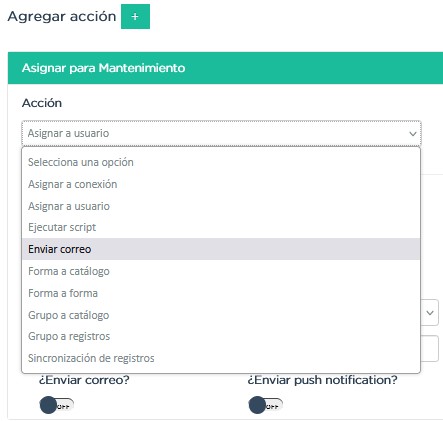 Agregar acción +
Asignar para Mantenimiento
Acción
Asignar a usuario
Selecciona una opción
Asignar a conexión
Asignar a usuario
Ejecutar script
Enviar correo
Forma a catálogo
Forma a forma
Grupo a catálogo
Grupo a registros
Sincronización de registros
¿Enviar correo? ¿Enviar push notification?
OFF OFF